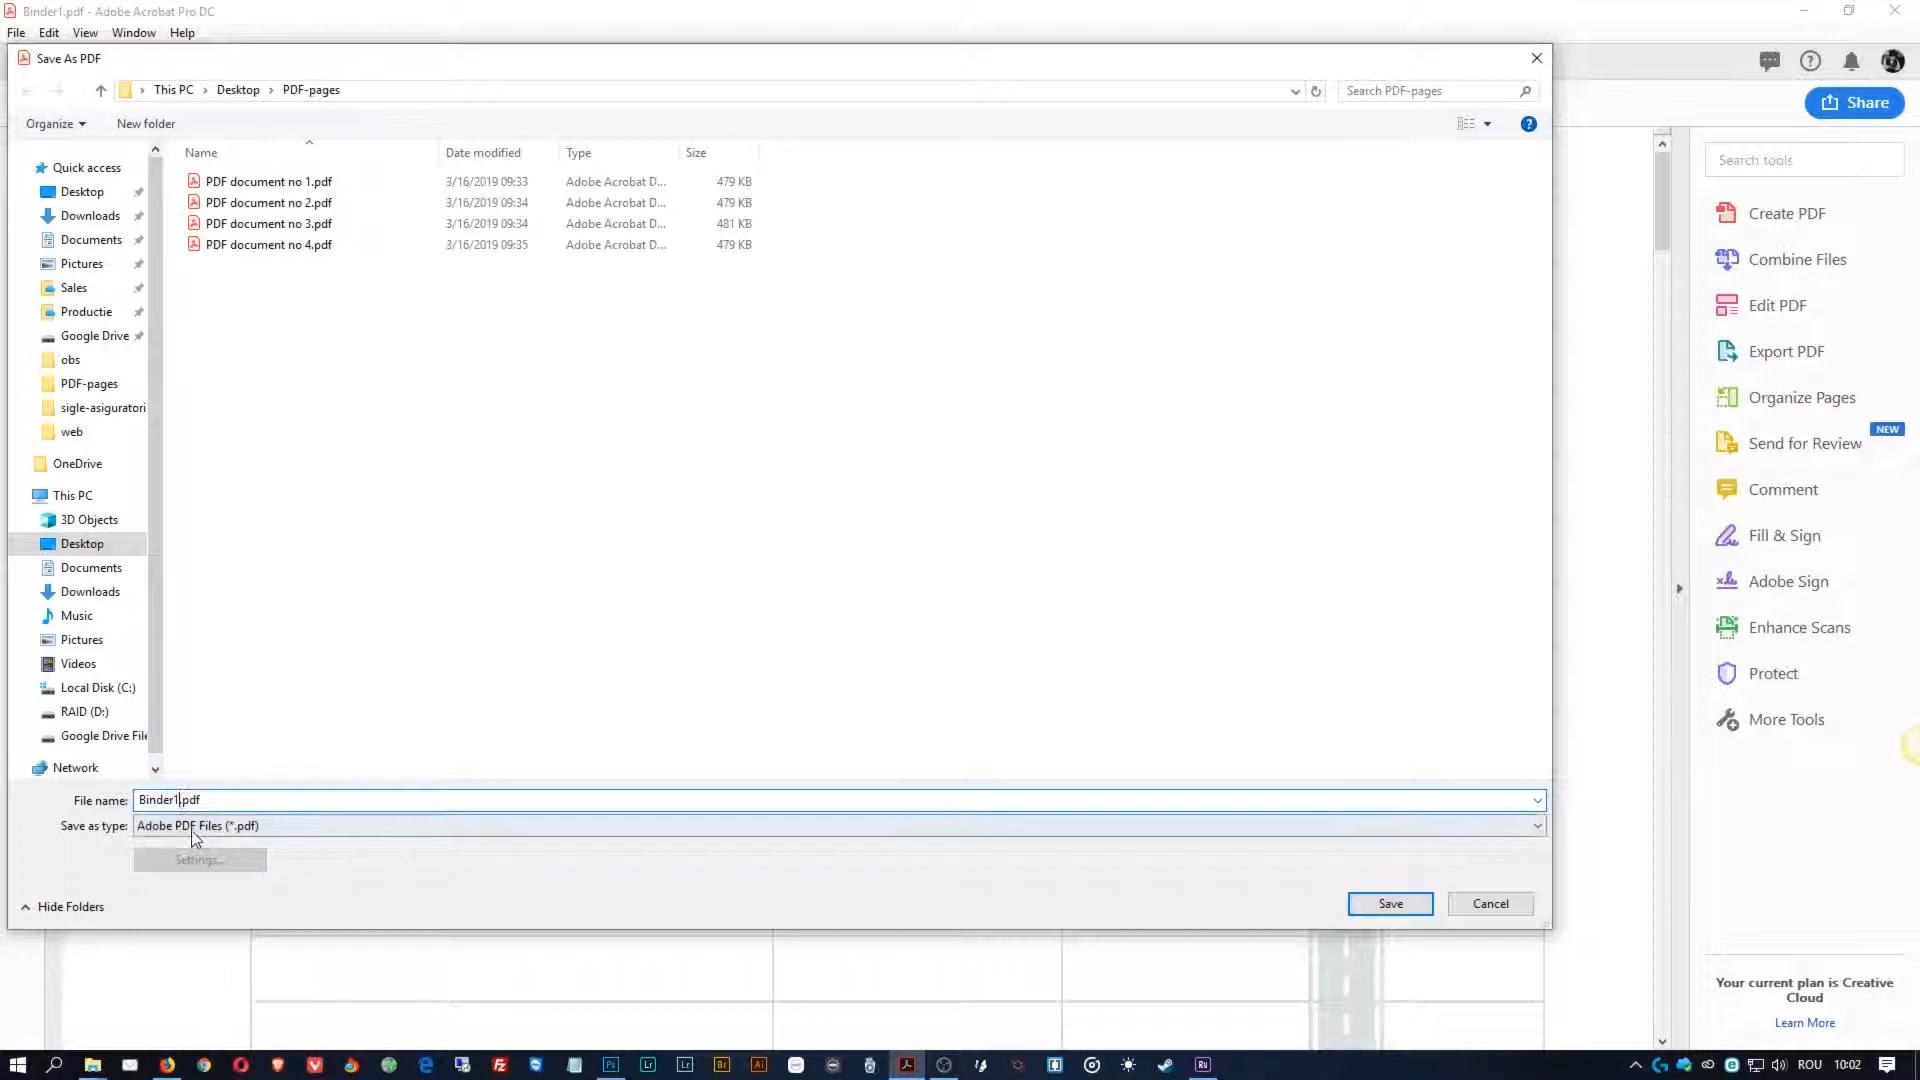 Binder1.pdf - Adobe Acrobat Pro DC
File Edit View Window Help
Save As PDF
This PC > Desktop > PDF-pages
Search PDF-pages
Share
Organize
New folder
Name Date modified Type Size
PDF document no 1.pdf 3/16/2019 09:33 Adobe Acrobat D... 479 KB
PDF document no 2.pdf 3/16/2019 09:34 Adobe Acrobat D... 479 KB
PDF document no 3.pdf 3/16/2019 09:34 Adobe Acrobat D... 481 KB
PDF document no 4.pdf 3/16/2019 09:35 Adobe Acrobat D... 479 KB
Quick access
Desktop
Downloads
Documents
Pictures
Sales
Productie
Google Drive
obs
PDF-pages
sigle-asiguratori
web
OneDrive
This PC
3D Objects
Desktop
Documents
Downloads
Music
Pictures
Videos
Local Disk (C:)
RAID (D:)
Google Drive File
Network
File name: Binder1.pdf
Save as type: Adobe PDF Files (*.pdf)
Settings...
Hide Folders
Save
Cancel
Search tools
Create PDF
Combine Files
Edit PDF
Export PDF
Organize Pages
NEW
Send for Review
Comment
Fill & Sign
Adobe Sign
Enhance Scans
Protect
More Tools
Your current plan is Creative
Cloud
Learn More
Ps Lr Lr Br Ai Ru
ROU 10:02